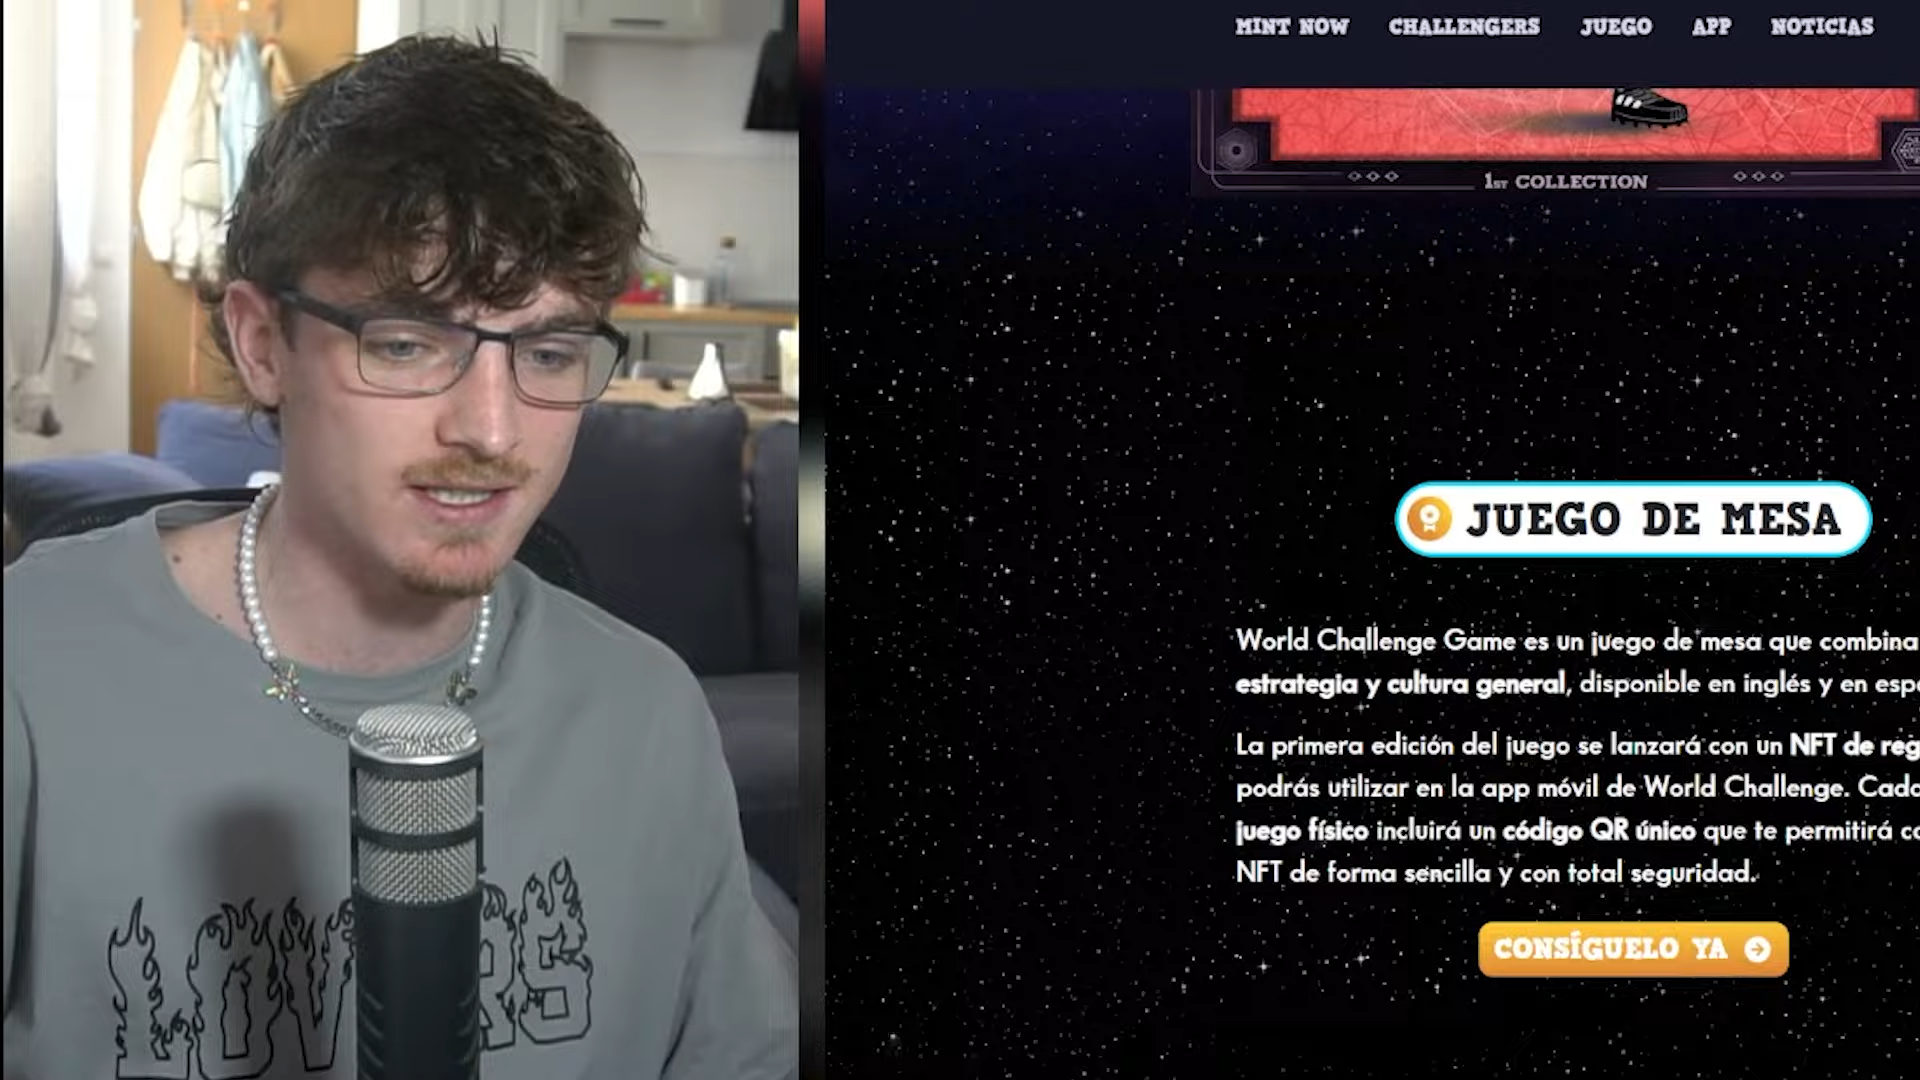 MINT NOW CHALLENGERS JUEGO APP NOTICIAS
1ST COLLECTION
JUEGO DE MESA
World Challenge Game es un juego de mesa que combina
estrategia y cultura general, disponible en inglés y en
La primera edición del juego se lanzará con un NFT de
podrás utilizar en la app móvil de World Challenge.
juego físico incluirá un código QR único que te permitirá
NFT de forma sencilla y con total seguridad.
CONSÍGUELO YA